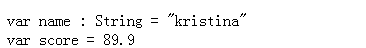 var name : String = "kristina"
var score = 89.9